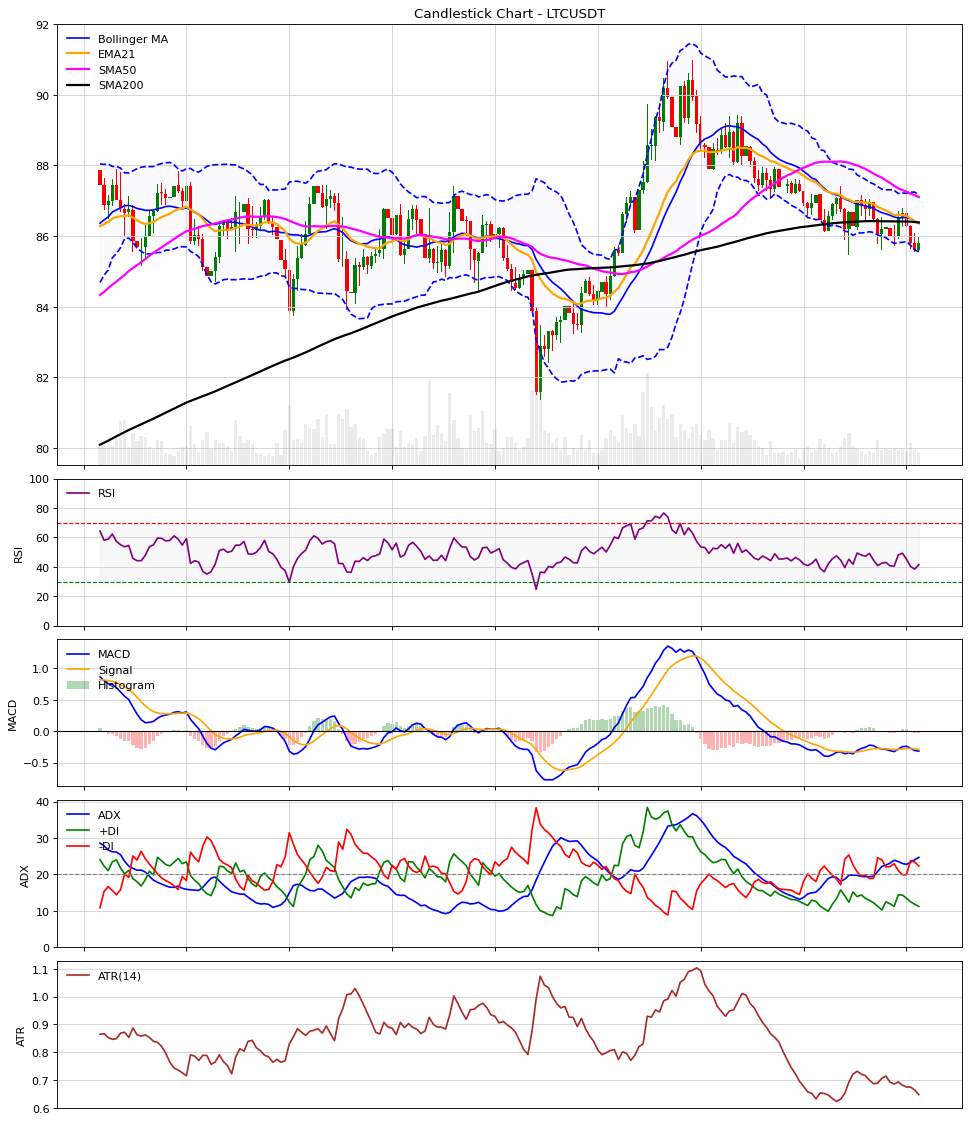 Candlestick Chart - LTCUSDT
92
90
88
86
84
82
80
Bollinger MA
EMA21
SMA50
SMA200
100
80
60
40
20
0
RSI
RSI
1.0
0.5
0.0
−0.5
MACD
MACD
Signal
Histogram
40
30
20
10
0
ADX
ADX
+DI
-DI
1.1
1.0
0.9
0.8
0.7
0.6
ATR
ATR(14)